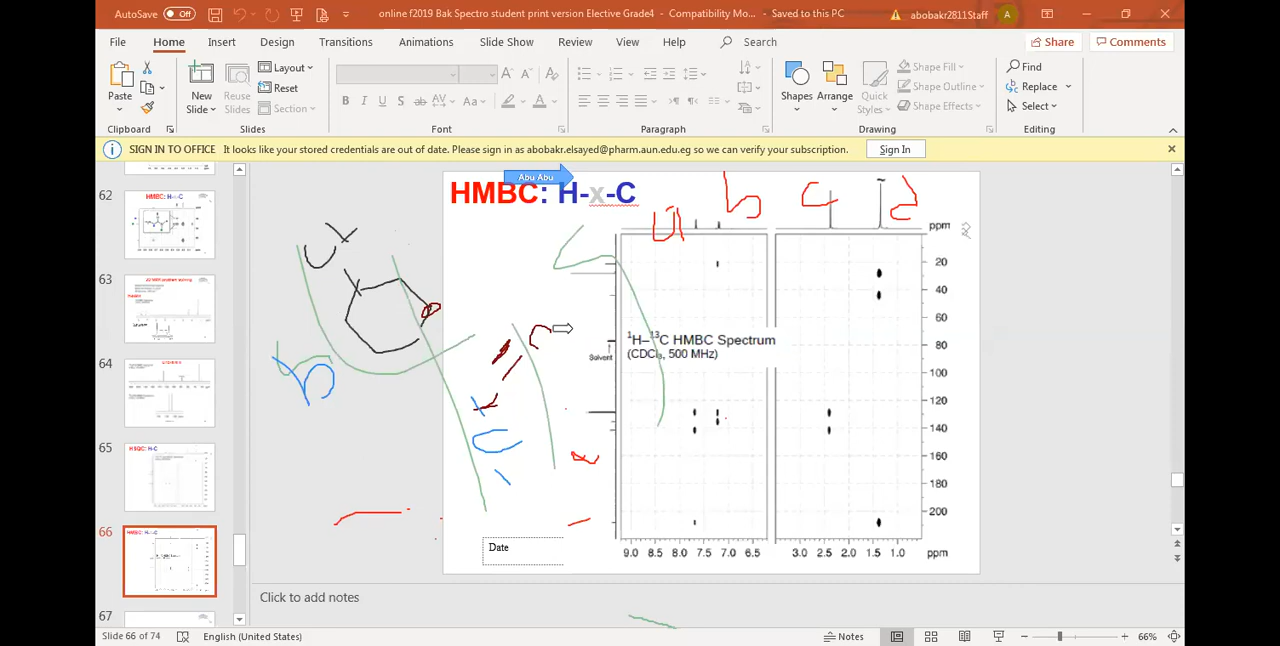 AutoSave Off online f2019 Bak Spectro student print version Elective Grade4 - Compatibility Mo... - Saved to this PC abobakr2811Staff A
File Home Insert Design Transitions Animations Slide Show Review View Help Search Share Comments
Paste New Slide Reuse Slides Layout Reset Section
B I U S ab AV Aa A
Shapes Arrange Quick Styles Shape Fill Shape Outline Shape Effects Find Replace Select
Clipboard Slides Font Paragraph Drawing Editing
SIGN IN TO OFFICE It looks like your stored credentials are out of date. Please sign in as abobakr.elsayed@pharm.aun.edu.eg so we can verify your subscription. Sign In
62
HMBC: H-x-C
63
64
65
HSQC: H-C
66
HMBC: H-x-C
67
Abu Abu
HMBC: H-x-C
b c
ppm
20
40
60
80
100
120
140
160
180
200
Solvent
1H–13C HMBC Spectrum
(CDCl3, 500 MHz)
9.0 8.5 8.0 7.5 7.0 6.5 3.0 2.5 2.0 1.5 1.0 ppm
Date
Click to add notes
Slide 66 of 74 English (United States) Notes 66%